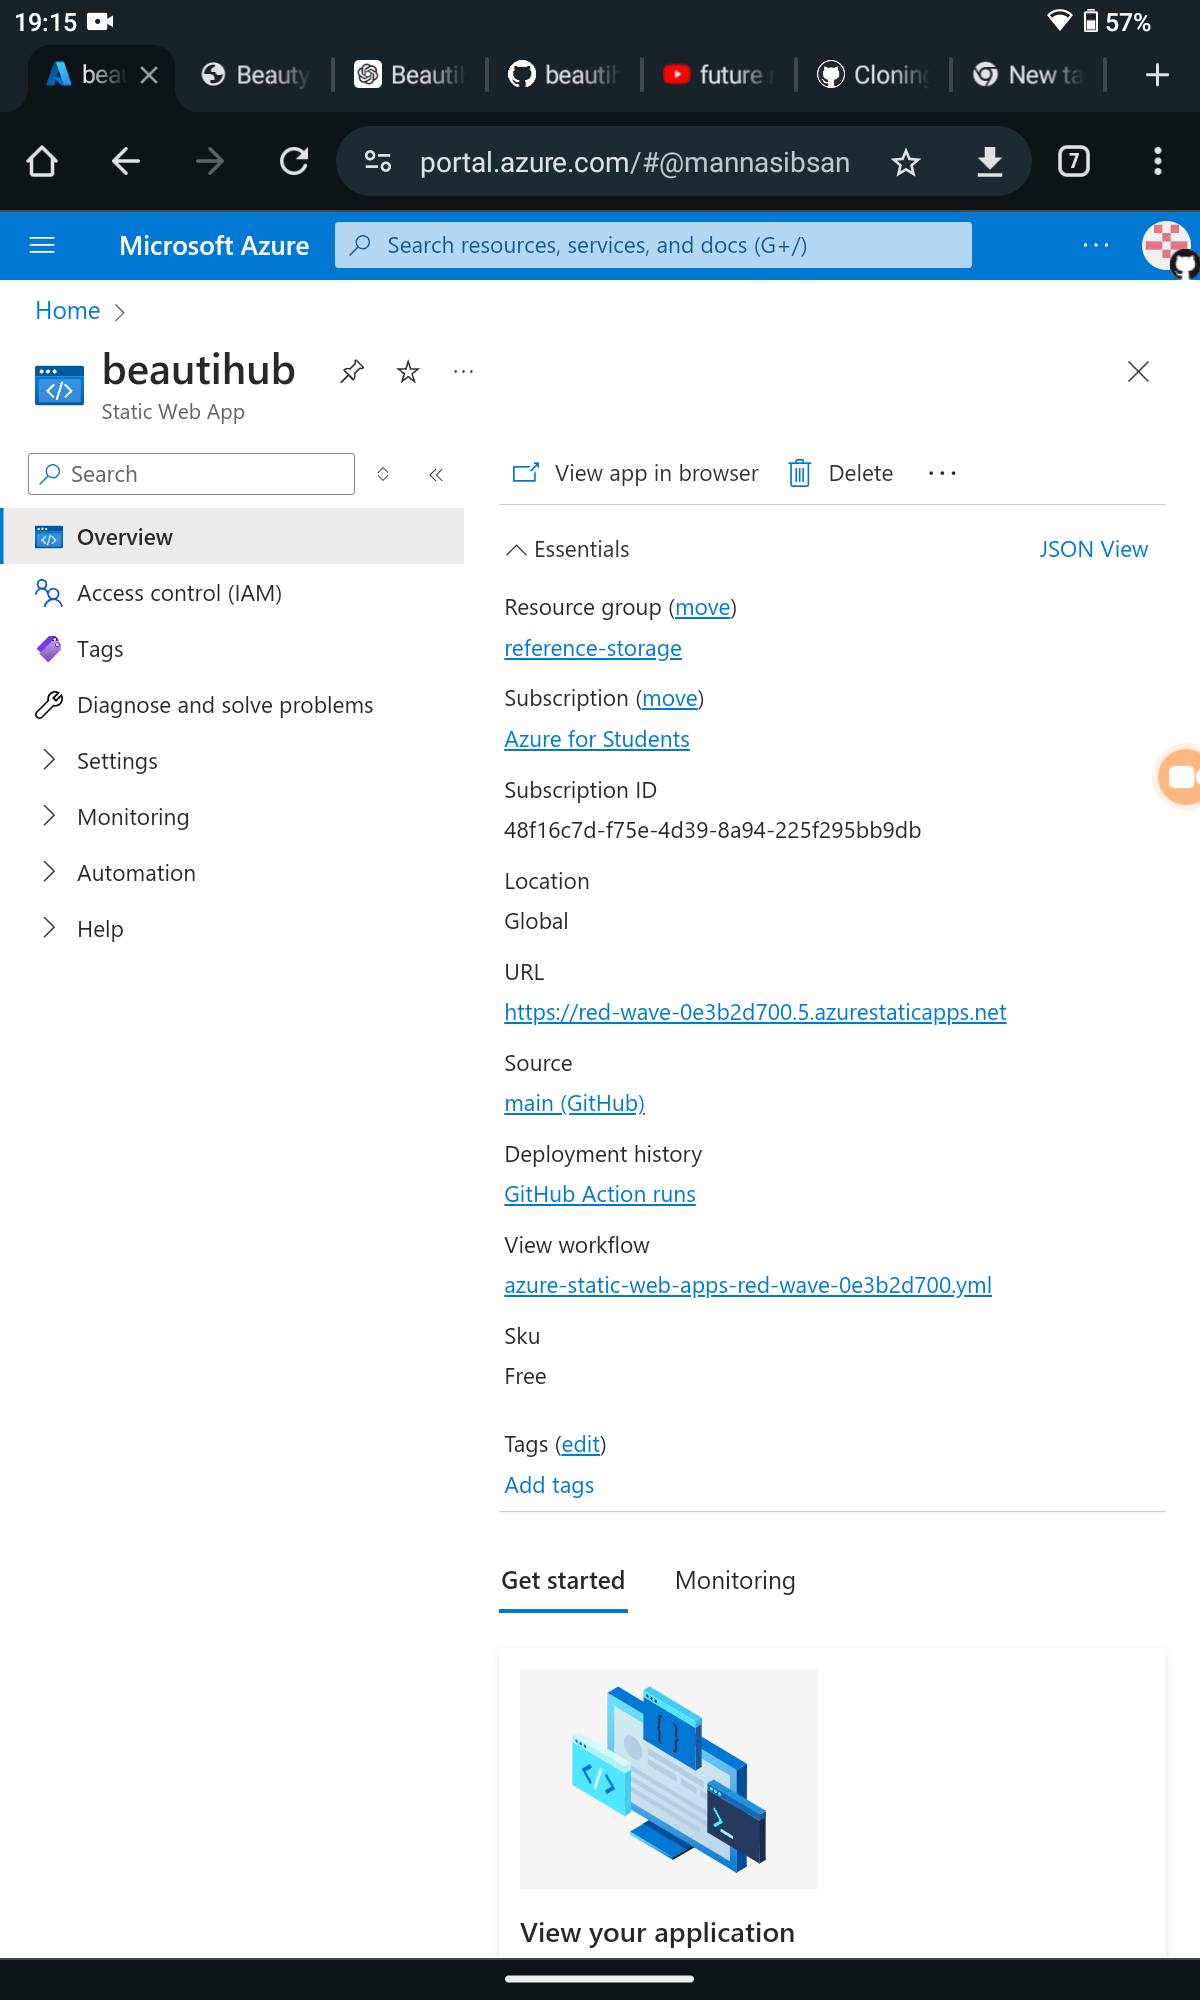 19:15
57%
beau
Beauty
Beautil
beautih
future
Cloning
New ta
portal.azure.com/#@mannasibsan
7
Microsoft Azure
Search resources, services, and docs (G+/)
...
Home
beautihub
...
Static Web App
Search
View app in browser
Delete
...
Overview
Access control (IAM)
Tags
Diagnose and solve problems
Settings
Monitoring
Automation
Help
Essentials
JSON View
Resource group (move)
reference-storage
Subscription (move)
Azure for Students
Subscription ID
48f16c7d-f75e-4d39-8a94-225f295bb9db
Location
Global
URL
https://red-wave-0e3b2d700.5.azurestaticapps.net
Source
main (GitHub)
Deployment history
GitHub Action runs
View workflow
azure-static-web-apps-red-wave-0e3b2d700.yml
Sku
Free
Tags (edit)
Add tags
Get started
Monitoring
View your application